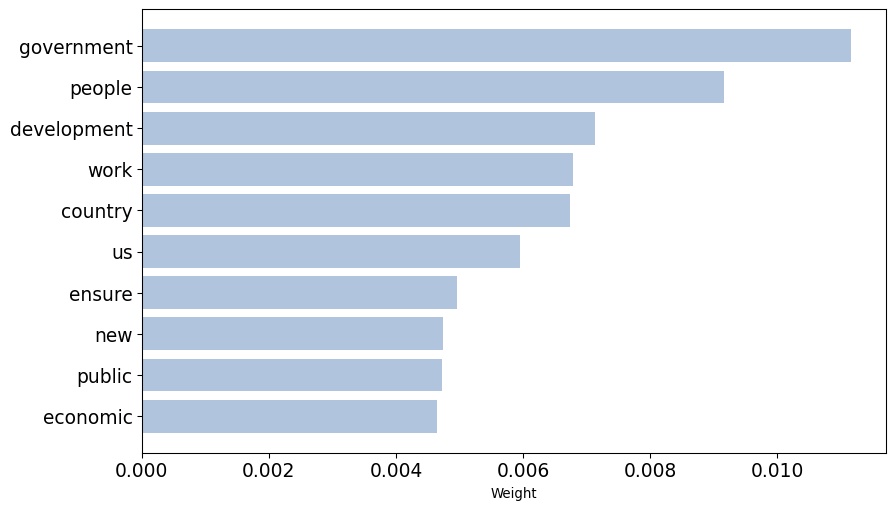 government
people
development
work
country
us
ensure
new
public
economic
0.000 0.002 0.004 0.006 0.008 0.010
Weight